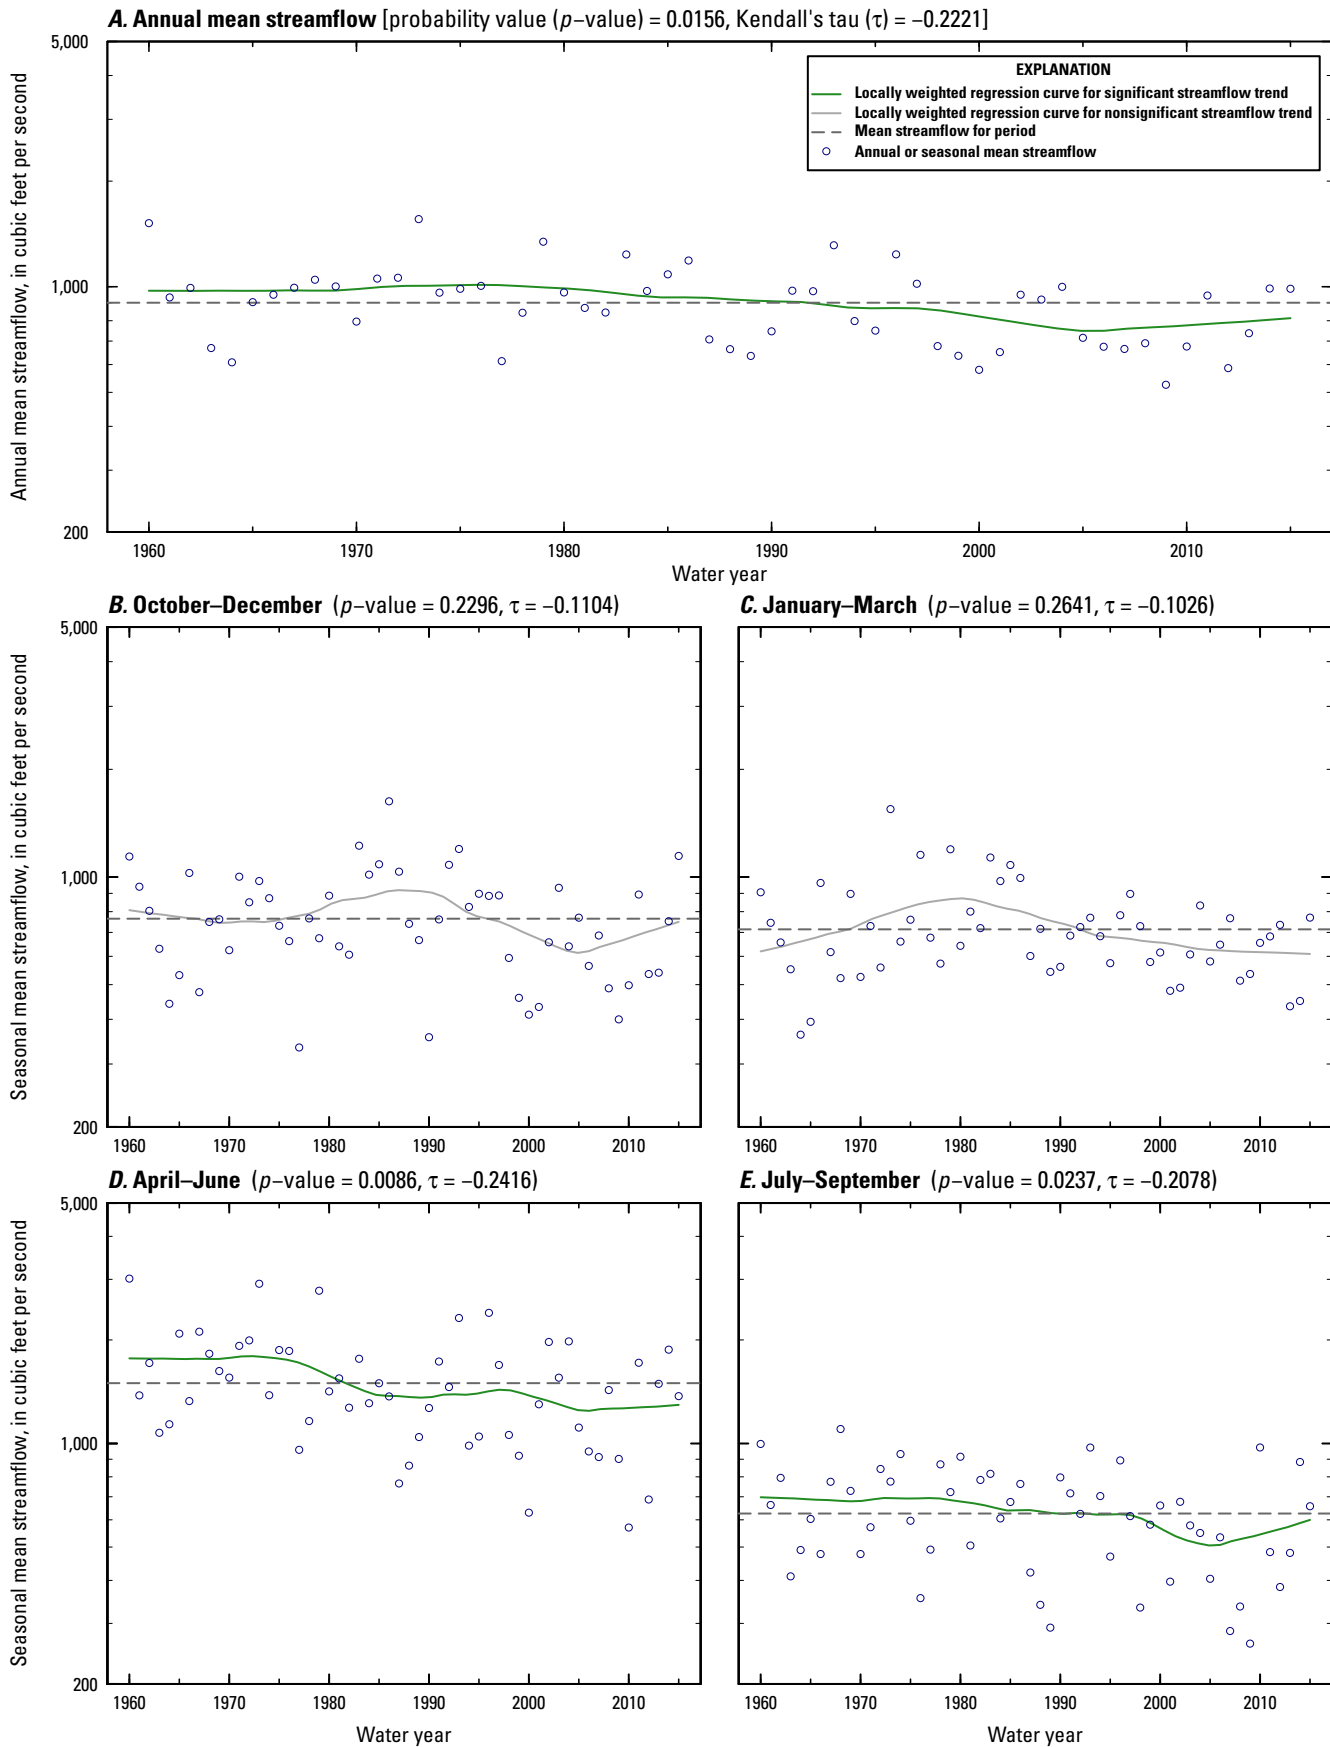 A. Annual mean streamflow [probability value (p−value) = 0.0156, Kendall's tau (τ) = −0.2221]
Annual mean streamflow, in cubic feet per second
5,000
1,000
200
EXPLANATION
Locally weighted regression curve for significant streamflow trend
Locally weighted regression curve for nonsignificant streamflow trend
Mean streamflow for period
Annual or seasonal mean streamflow
1960 1970 1980 1990 2000 2010
Water year
B. October–December (p−value = 0.2296, τ = −0.1104)
Seasonal mean streamflow, in cubic feet per second
5,000
1,000
200
1960 1970 1980 1990 2000 2010
C. January–March (p−value = 0.2641, τ = −0.1026)
1960 1970 1980 1990 2000 2010
D. April–June (p−value = 0.0086, τ = −0.2416)
Seasonal mean streamflow, in cubic feet per second
5,000
1,000
200
1960 1970 1980 1990 2000 2010
Water year
E. July–September (p−value = 0.0237, τ = −0.2078)
1960 1970 1980 1990 2000 2010
Water year